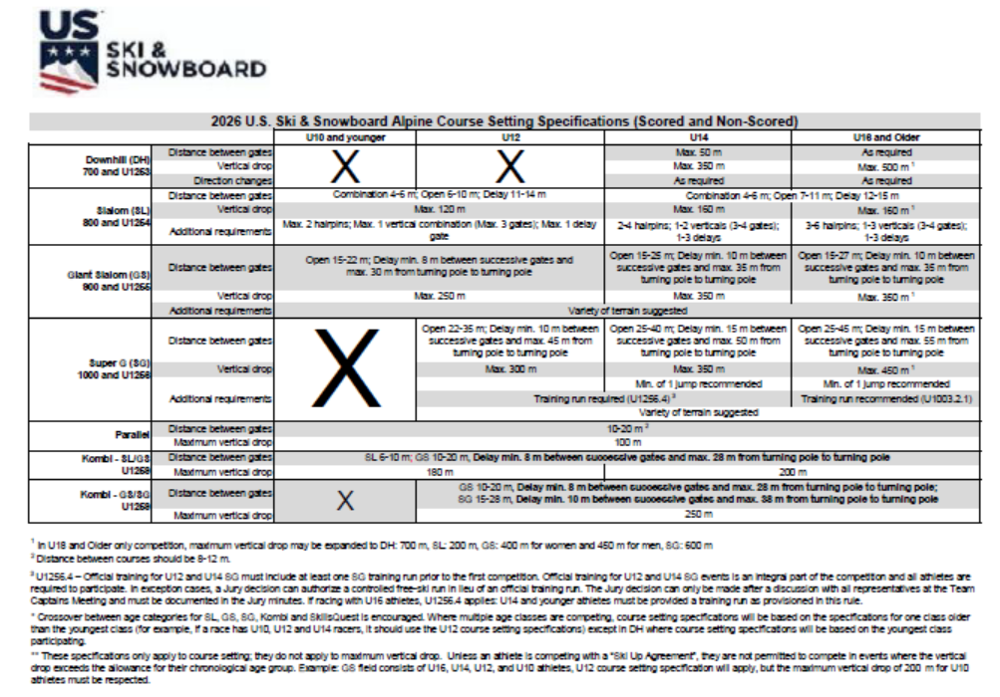 US
SKI &
SNOWBOARD
2026 U.S. Ski & Snowboard Alpine Course Setting Specifications (Scored and Non-Scored)
U10 and younger U12 U14 U16 and Older
Downhill (DH)
700 and U1253
Distance between gates X X Max. 50 m As required
Vertical drop Max. 350 m Max. 500 m ¹
Direction changes As required As required
Slalom (SL)
800 and U1254
Distance between gates Combination 4-6 m; Open 6-10 m; Delay 11-14 m Combination 4-6 m; Open 7-11 m; Delay 12-15 m
Vertical drop Max. 120 m Max. 160 m Max. 160 m ¹
Additional requirements Max. 2 hairpins; Max. 1 vertical combination (Max. 3 gates); Max. 1 delay
gate
2-4 hairpins; 1-2 verticals (3-4 gates);
1-3 delays
3-6 hairpins; 1-3 verticals (3-4 gates);
1-3 delays
Giant Slalom (GS)
900 and U1255
Distance between gates
Open 15-22 m; Delay min. 8 m between successive gates and
max. 30 m from turning pole to turning pole
Open 15-25 m; Delay min. 10 m between
successive gates and max. 35 m from
turning pole to turning pole
Open 15-27 m; Delay min. 10 m between
successive gates and max. 35 m from
turning pole to turning pole
Vertical drop Max. 250 m Max. 350 m Max. 350 m ¹
Additional requirements Variety of terrain suggested
Super G (SG)
1000 and U1256
X
Distance between gates
Open 22-35 m; Delay min. 10 m between
successive gates and max. 45 m from
turning pole to turning pole
Open 25-40 m; Delay min. 15 m between
successive gates and max. 50 m from
turning pole to turning pole
Open 25-45 m; Delay min. 15 m between
successive gates and max. 55 m from
turning pole to turning pole
Vertical drop Max. 300 m Max. 350 m Max. 450 m ¹
Min. of 1 jump recommended Min. of 1 jump recommended
Additional requirements Training run required (U1256.4) ³ Training run recommended (U1003.2.1)
Variety of terrain suggested
Parallel
Distance between gates 10-20 m ²
Maximum vertical drop 100 m
Kombi - SL/GS
U1259
Distance between gates SL 6-10 m; GS 10-20 m, Delay min. 8 m between successive gates and max. 28 m from turning pole to turning pole
Maximum vertical drop 180 m 200 m
Kombi - GS/SG
U1259
Distance between gates X
GS 10-20 m, Delay min. 8 m between successive gates and max. 28 m from turning pole to turning pole;
SG 15-28 m, Delay min. 10 m between successive gates and max. 38 m from turning pole to turning pole
Maximum vertical drop 250 m
¹ In U18 and Older only competition, maximum vertical drop may be expanded to DH: 700 m, SL: 200 m, GS: 400 m for women and 450 m for men, SG: 600 m
² Distance between courses should be 8-12 m.
³ U1256.4 – Official training for U12 and U14 SG must include at least one SG training run prior to the first competition. Official training for U12 and U14 SG events is an integral part of the competition and all athletes are
required to participate. In exception cases, a Jury decision can authorize a controlled free-ski run in lieu of an official training run. The Jury decision can only be made after a discussion with all representatives at the Team
Captains Meeting and must be documented in the Jury minutes. If racing with U16 athletes, U1256.4 applies: U14 and younger athletes must be provided a training run as provisioned in this rule.
* Crossover between age categories for SL, GS, SG, Kombi and SkillsQuest is encouraged. Where multiple age classes are competing, course setting specifications will be based on the specifications for one class older
than the youngest class (for example, if a race has U10, U12 and U14 racers, it should use the U12 course setting specifications) except in DH where course setting specifications will be based on the youngest class
participating.
** These specifications only apply to course setting; they do not apply to maximum vertical drop. Unless an athlete is competing with a "Ski Up Agreement", they are not permitted to compete in events where the vertical
drop exceeds the allowance for their chronological age group. Example: GS field consists of U16, U14, U12, and U10 athletes, U12 course setting specification will apply, but the maximum vertical drop of 200 m for U10
athletes must be respected.